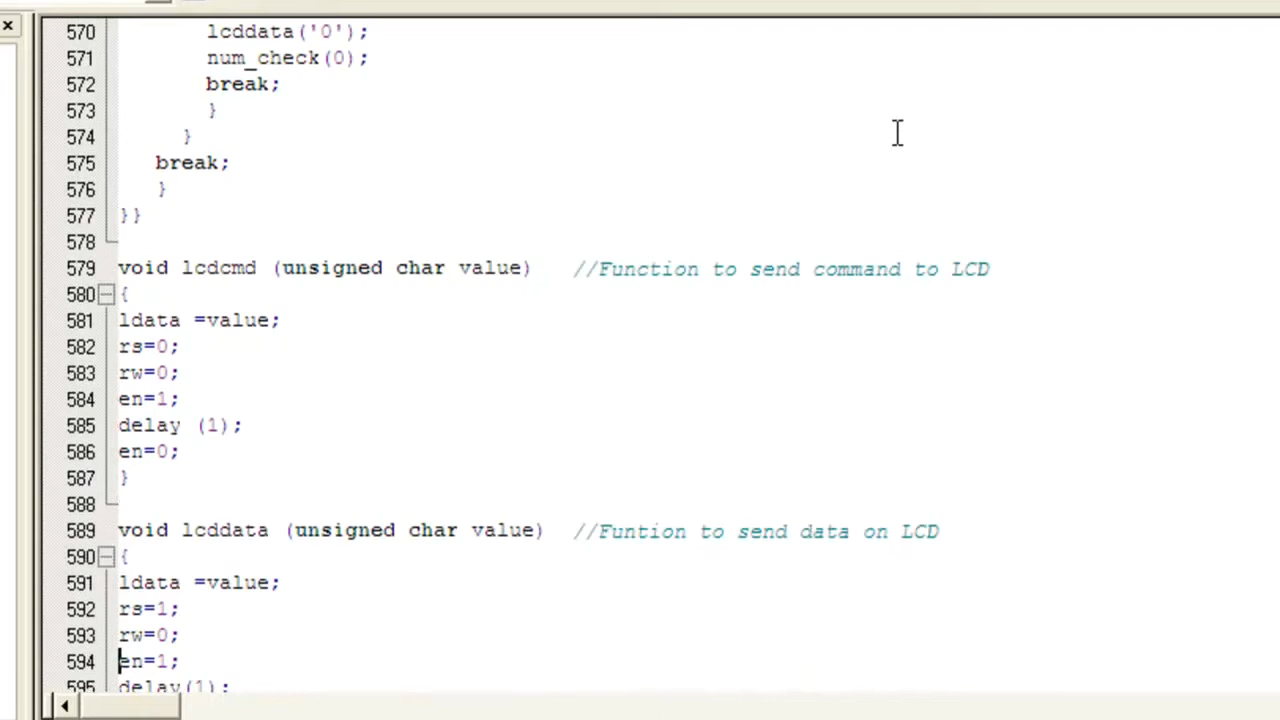 570 lcddata('0');
571 num_check(0);
572 break;
573 }
574 }
575 break;
576 }
577 }}
578
579 void lcdcmd (unsigned char value) //Function to send command to LCD
580 {
581 ldata =value;
582 rs=0;
583 rw=0;
584 en=1;
585 delay (1);
586 en=0;
587 }
588
589 void lcddata (unsigned char value) //Funtion to send data on LCD
590 {
591 ldata =value;
592 rs=1;
593 rw=0;
594 en=1;
595 delay(1);